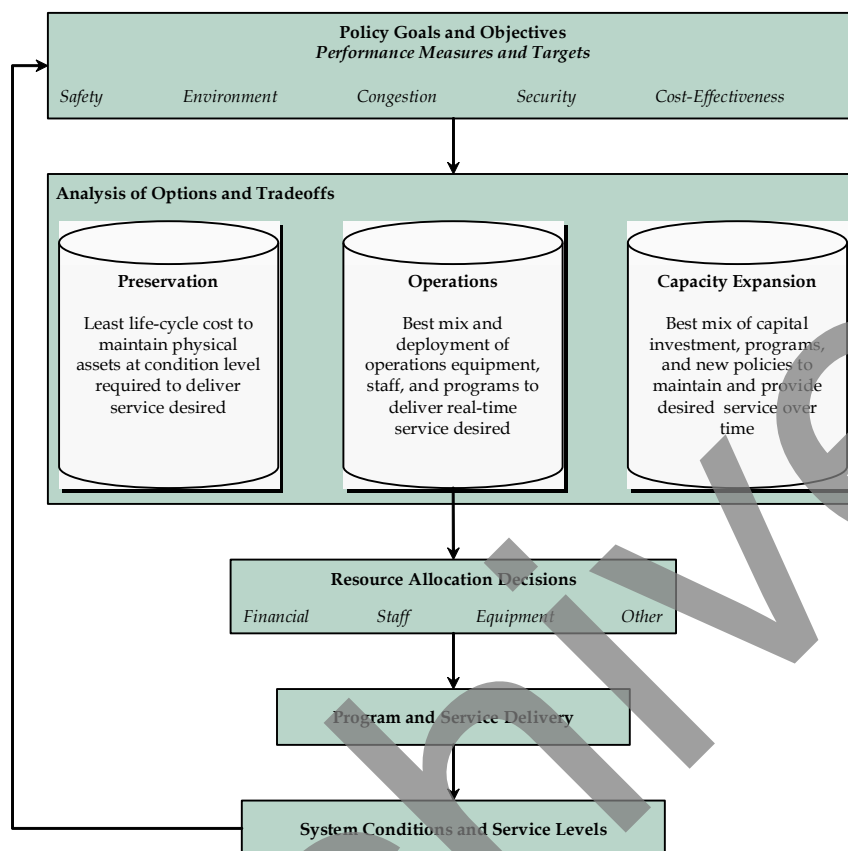 Policy Goals and Objectives
Performance Measures and Targets
Safety Environment Congestion Security Cost-Effectiveness
Analysis of Options and Tradeoffs
Preservation
Least life-cycle cost to
maintain physical
assets at condition level
required to deliver
service desired
Operations
Best mix and
deployment of
operations equipment,
staff, and programs to
deliver real-time
service desired
Capacity Expansion
Best mix of capital
investment, programs,
and new policies to
maintain and provide
desired service over
time
Resource Allocation Decisions
Financial Staff Equipment Other
Program and Service Delivery
System Conditions and Service Levels